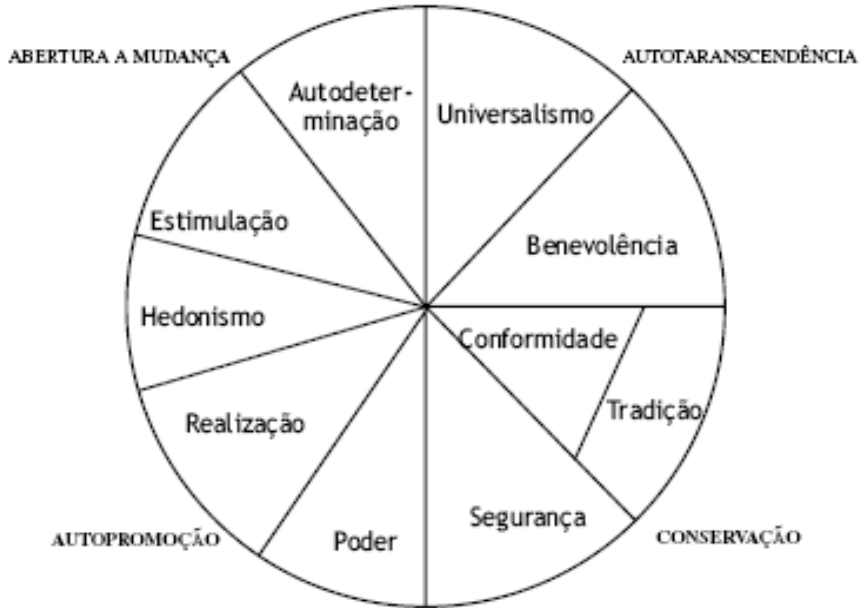 ABERTURA A MUDANÇA
AUTOTARANSCENDÊNCIA
Autodeter-
minação
Universalismo
Estimulação
Benevolência
Hedonismo
Conformidade
Realização
Tradição
Segurança
Poder
AUTOPROMOÇÃO
CONSERVAÇÃO